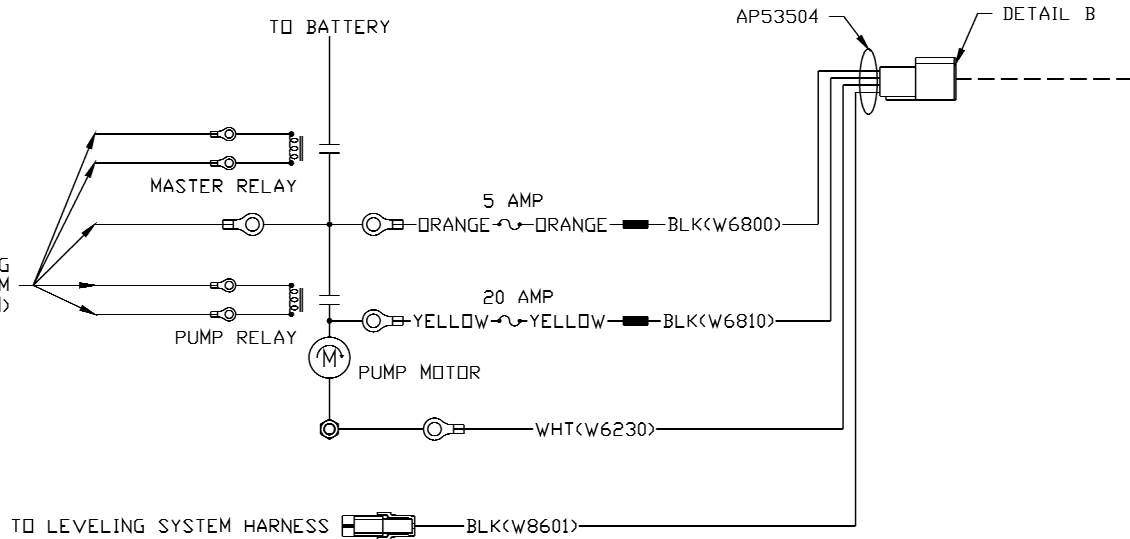 AP53504
DETAIL B
TO BATTERY
MASTER RELAY
5 AMP
ORANGE ORANGE BLK(W6800)
G
M
)
20 AMP
YELLOW YELLOW BLK(W6810)
PUMP RELAY
M
PUMP MOTOR
WHT(W6230)
TO LEVELING SYSTEM HARNESS BLK(W8601)